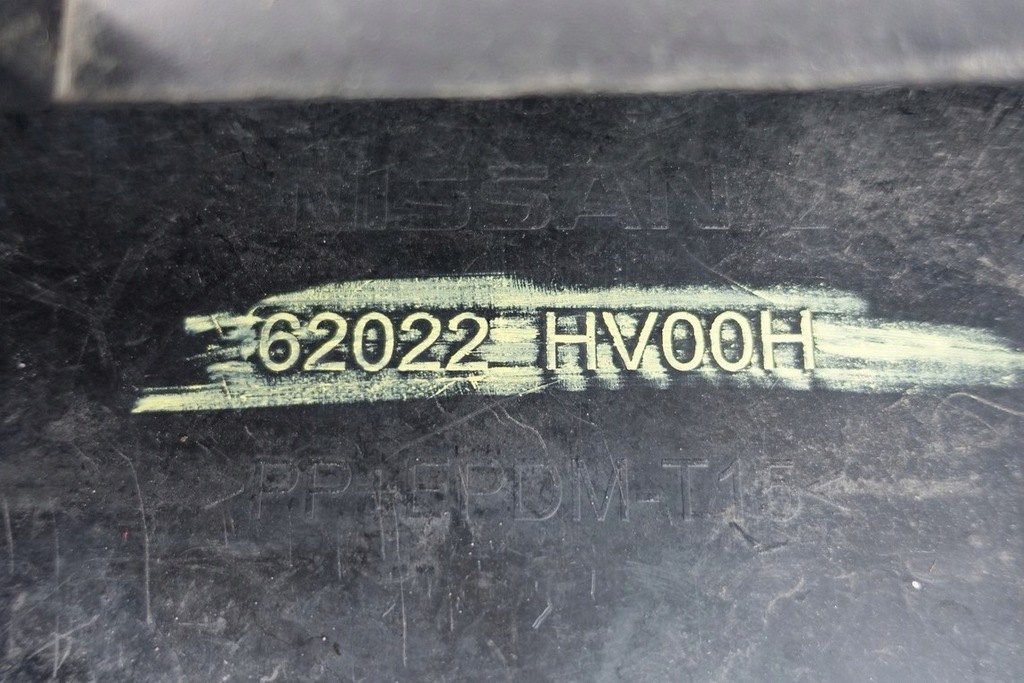 NISSAN
62022 HV00H
>PP+EPDM-T15<